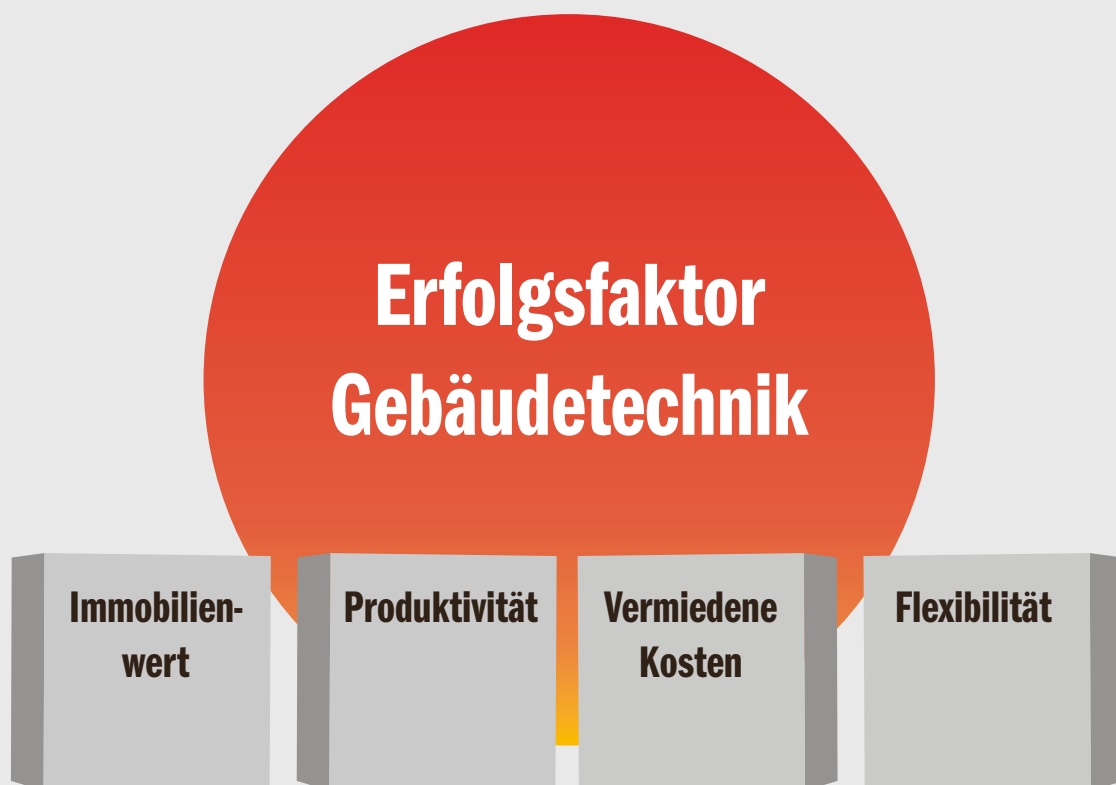 Erfolgsfaktor
Gebäudetechnik
Immobilien-
wert
Produktivität
Vermiedene
Kosten
Flexibilität